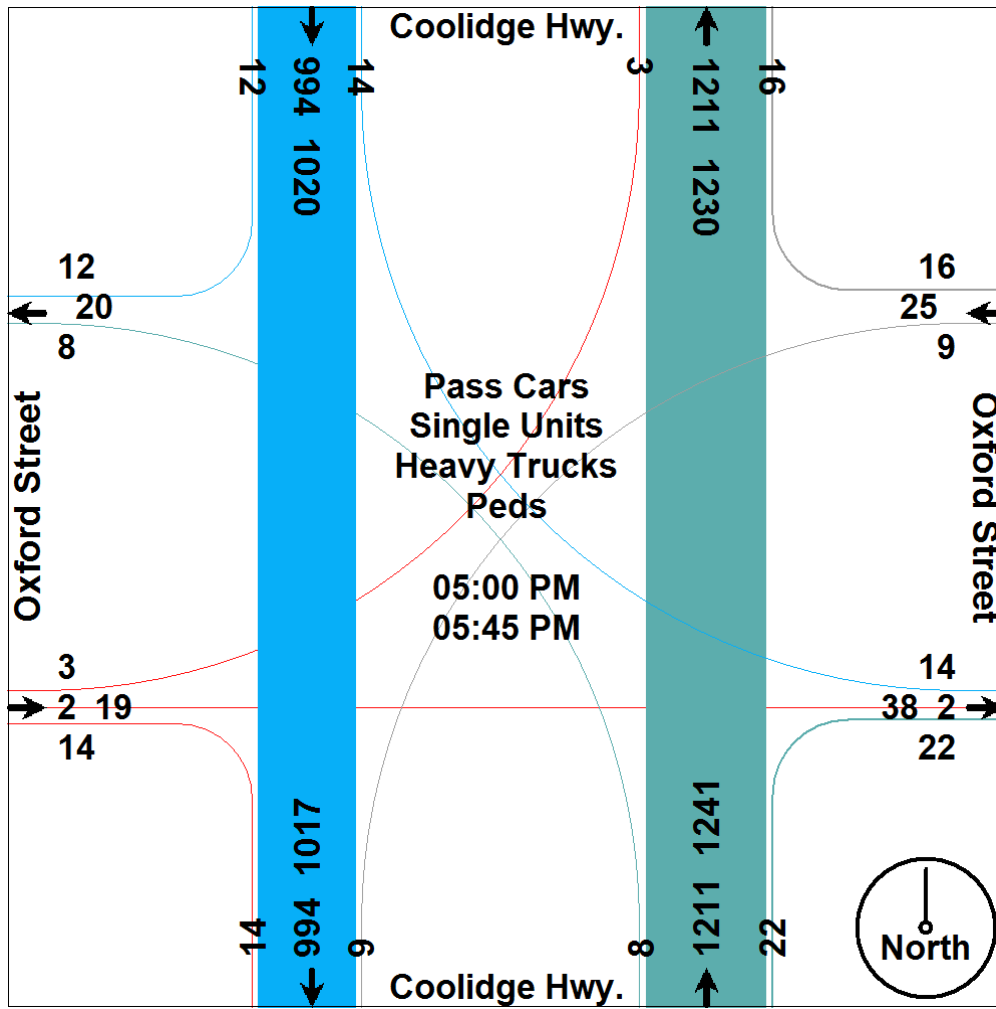 Coolidge Hwy.
12
994 1020
14
3
1211 1230
16
12
20
8
16
25
9
Oxford Street
Pass Cars
Single Units
Heavy Trucks
Peds
05:00 PM
05:45 PM
Oxford Street
3
2 19
14
14
38 2
22
14
994 1017
9
8
1211 1241
22
North
Coolidge Hwy.